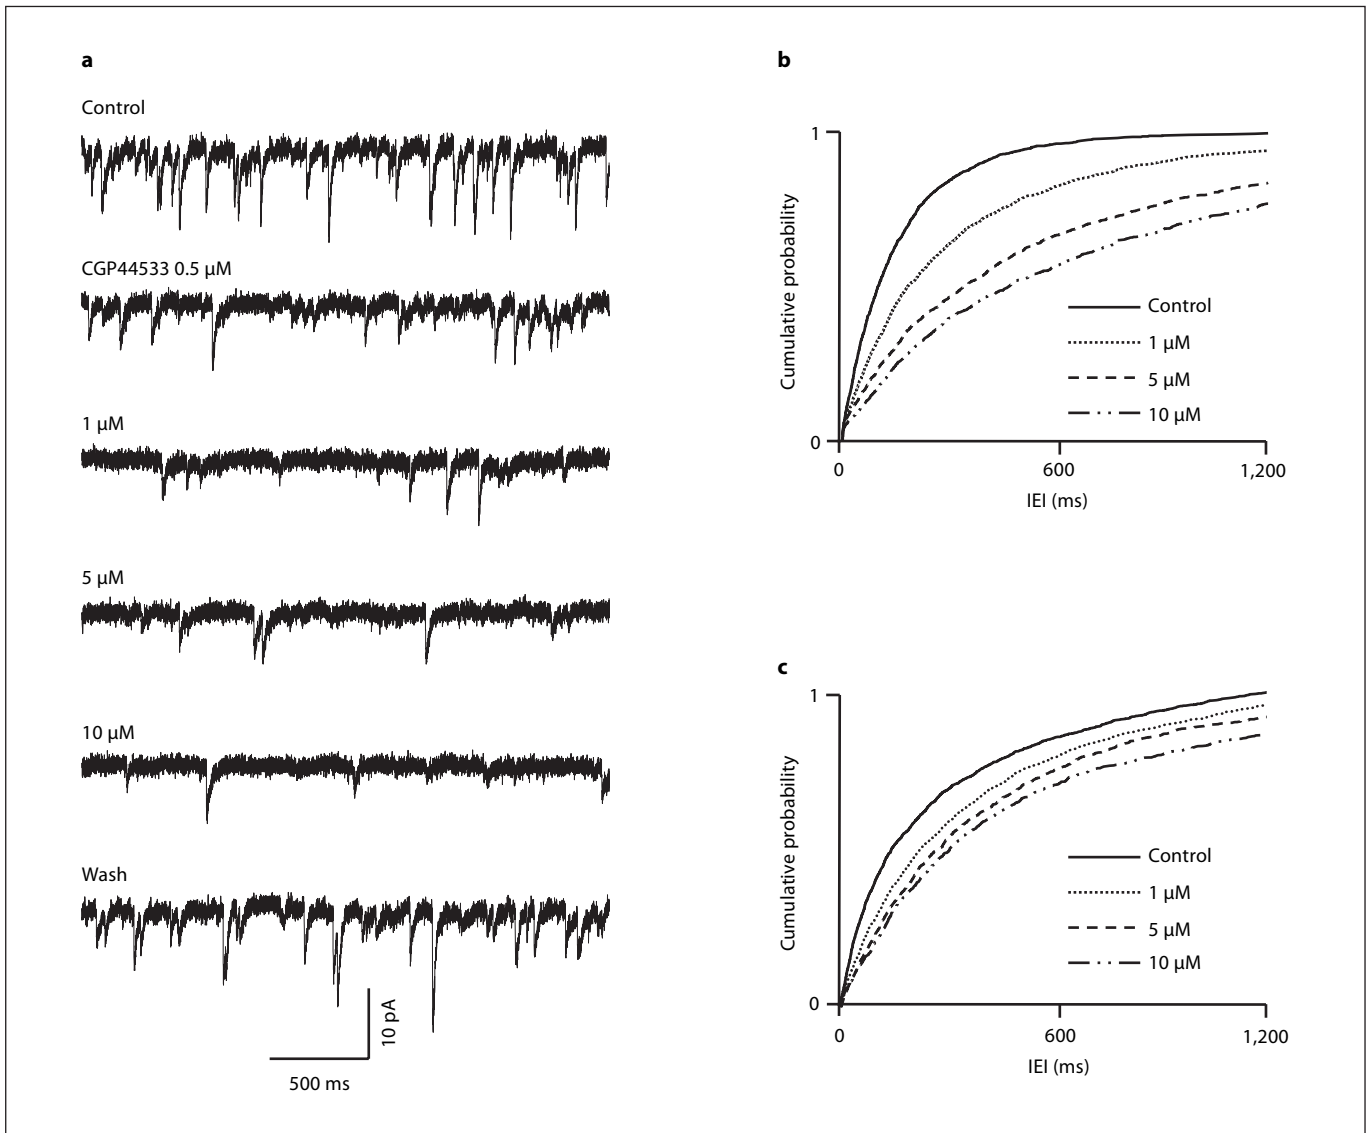 a
Control
CGP44533 0.5 μM
1 μM
5 μM
10 μM
Wash
10 pA
500 ms
b
1
Cumulative probability
0
0
600
1,200
IEI (ms)
Control
1 μM
5 μM
10 μM
c
1
Cumulative probability
0
0
600
1,200
IEI (ms)
Control
1 μM
5 μM
10 μM